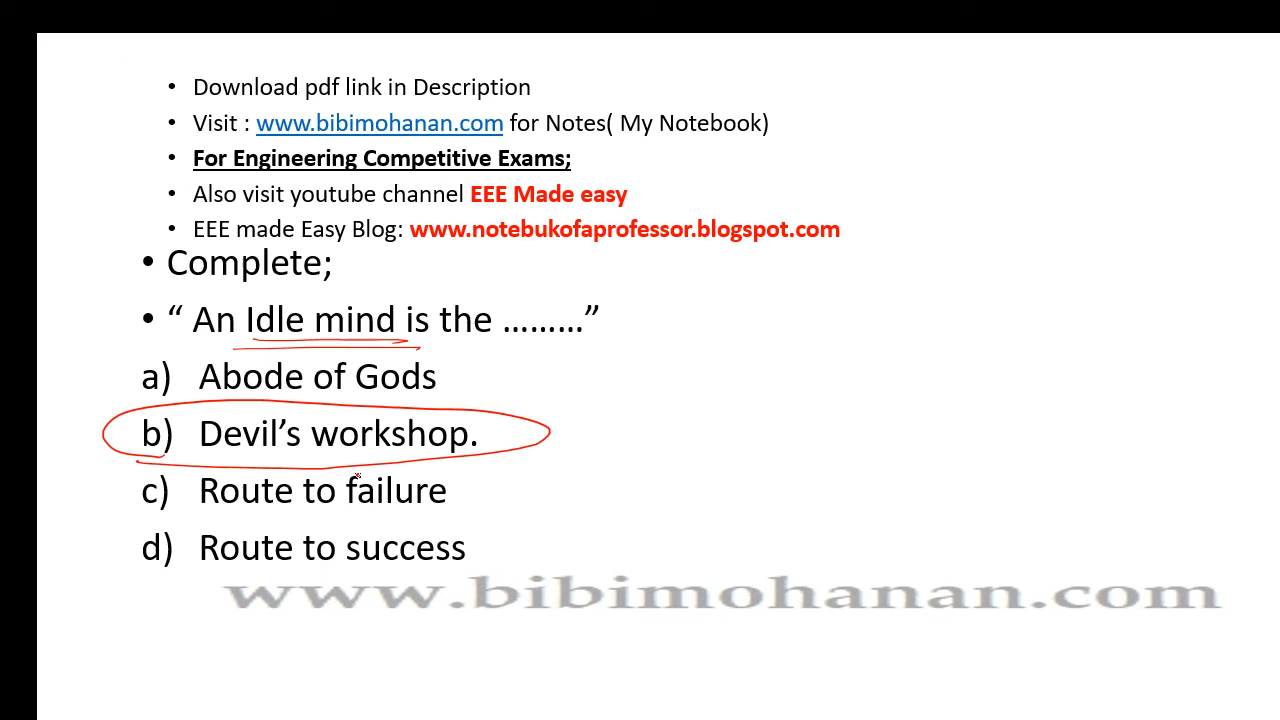 • Download pdf link in Description
• Visit : www.bibimohanan.com for Notes( My Notebook)
• For Engineering Competitive Exams;
• Also visit youtube channel EEE Made easy
• EEE made Easy Blog: www.notebukofaprofessor.blogspot.com
• Complete;
• “ An Idle mind is the ………”
a) Abode of Gods
b) Devil’s workshop.
c) Route to failure
d) Route to success
www.bibimohanan.com